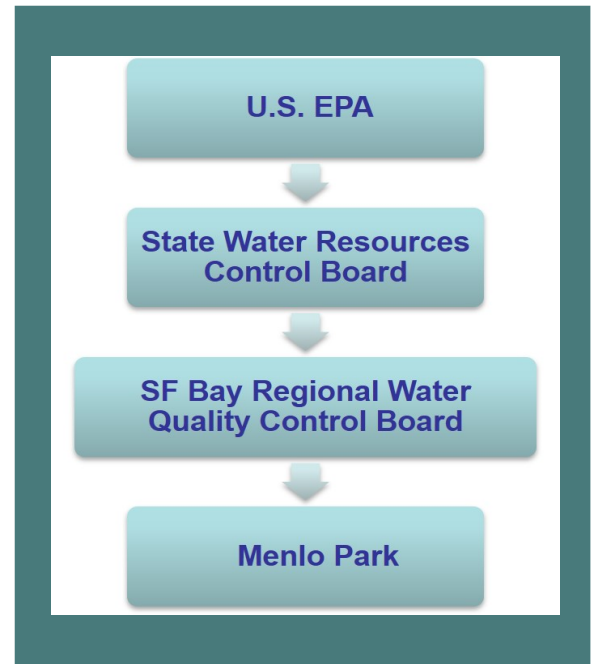 U.S. EPA
State Water Resources
Control Board
SF Bay Regional Water
Quality Control Board
Menlo Park